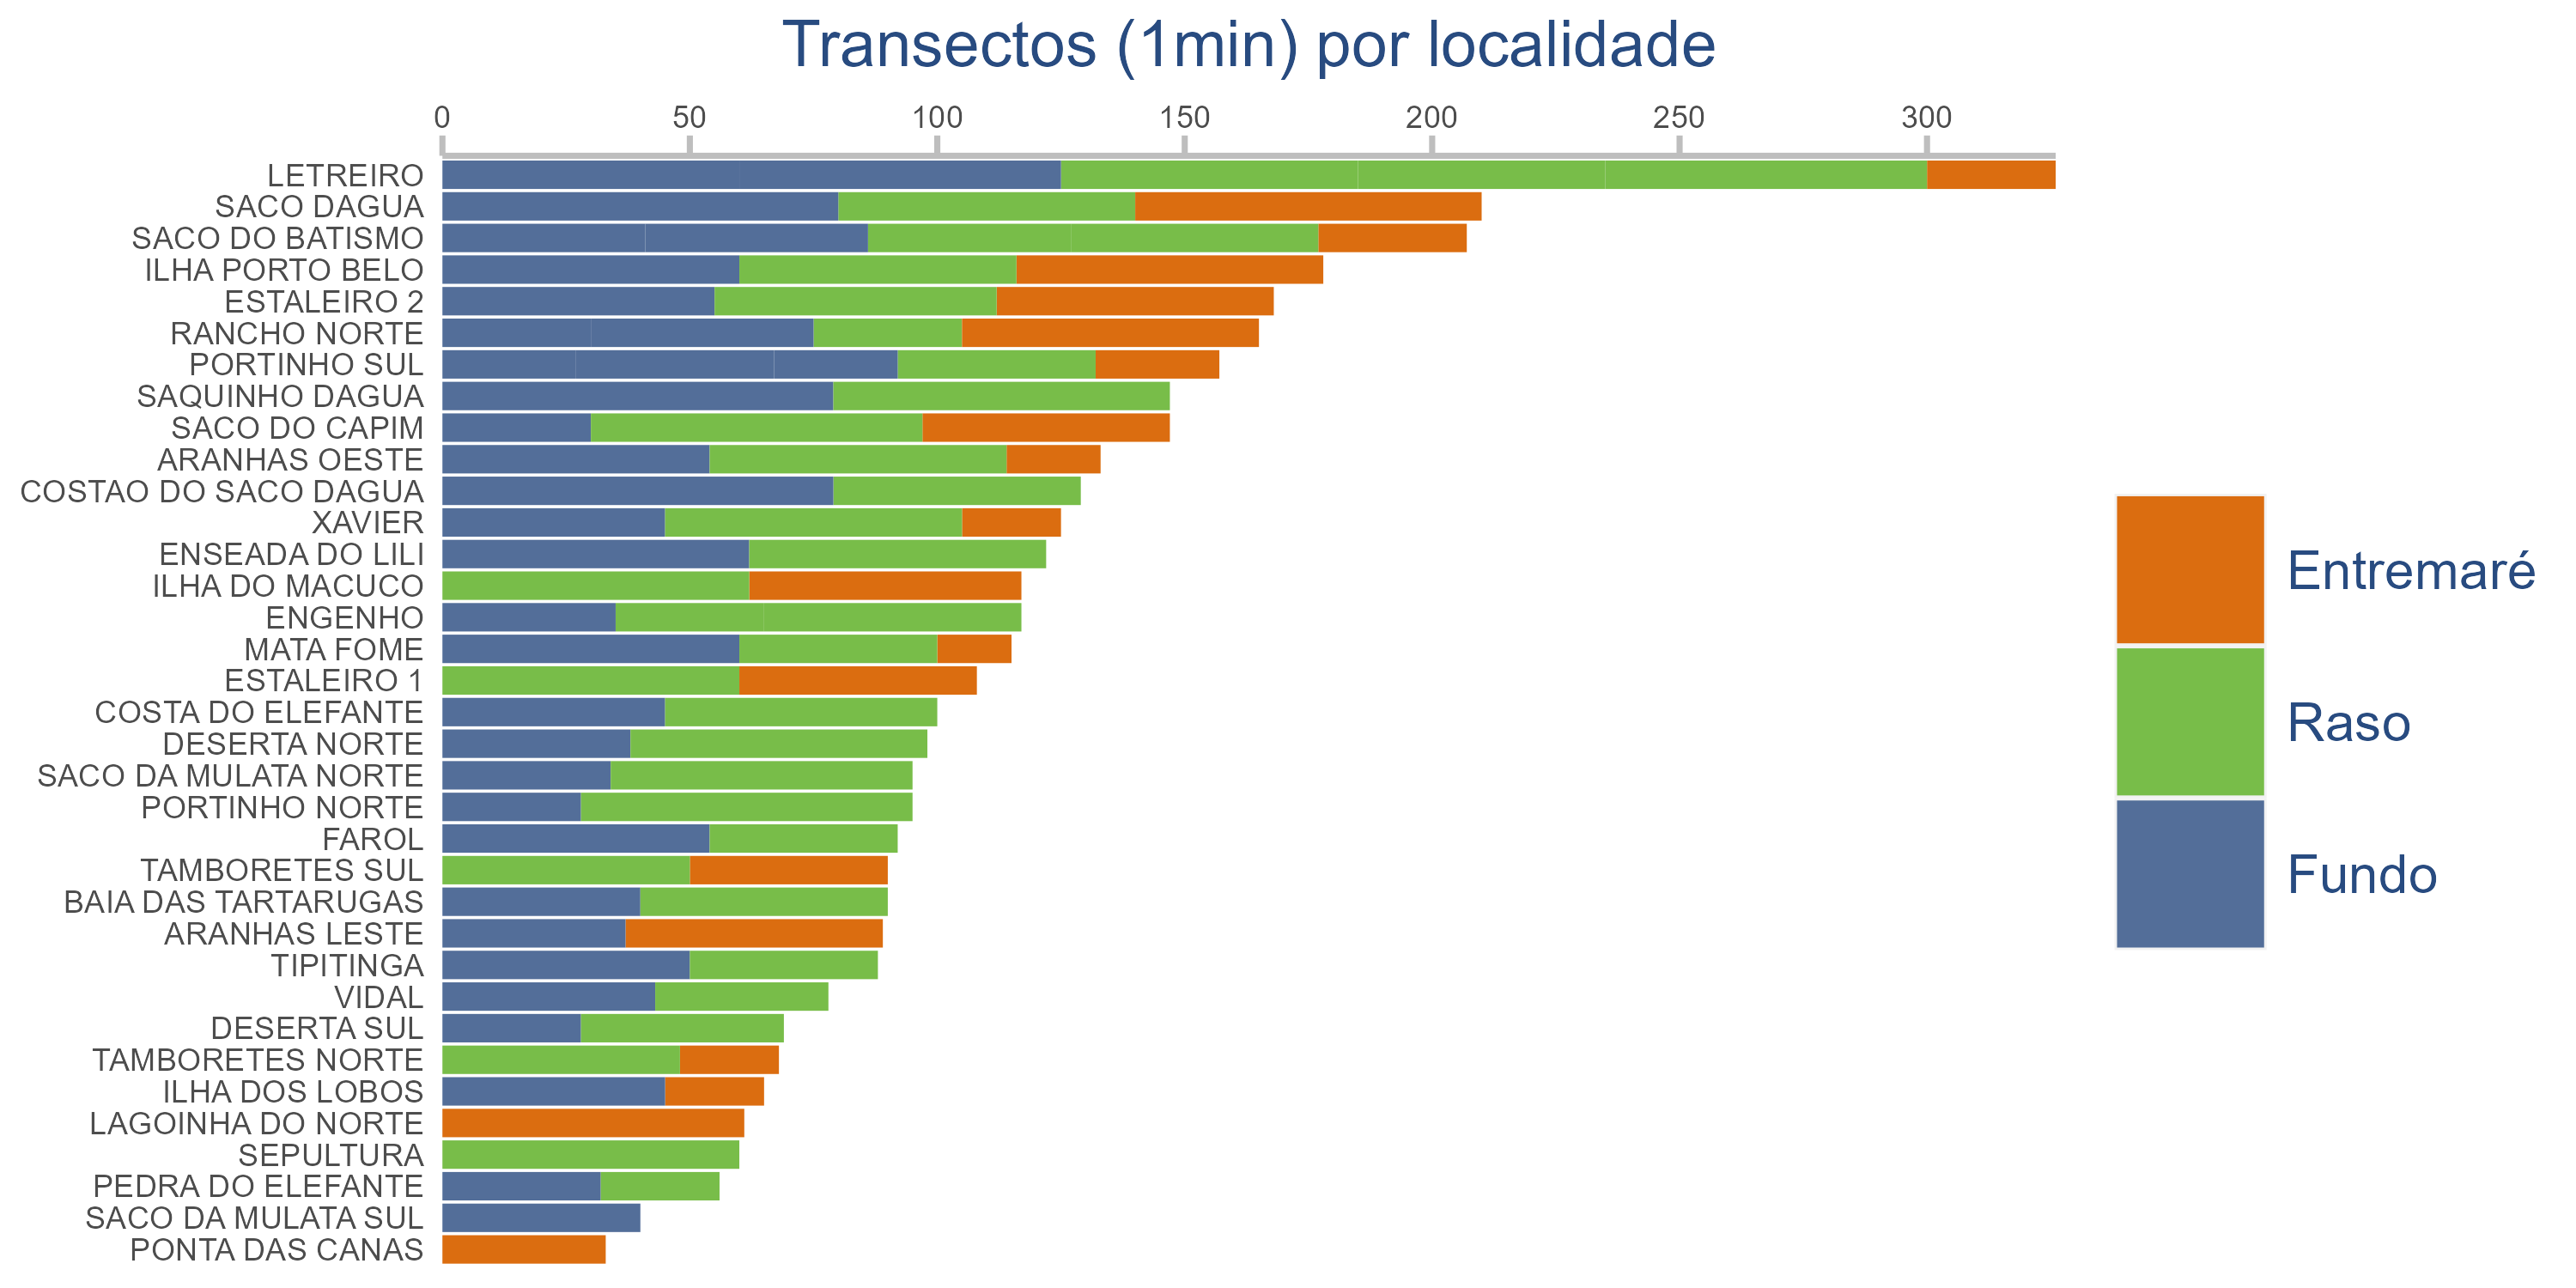 Transectos (1min) por localidade
0 50 100 150 200 250 300
LETREIRO
SACO DAGUA
SACO DO BATISMO
ILHA PORTO BELO
ESTALEIRO 2
RANCHO NORTE
PORTINHO SUL
SAQUINHO DAGUA
SACO DO CAPIM
ARANHAS OESTE
COSTAO DO SACO DAGUA
XAVIER
ENSEADA DO LILI
ILHA DO MACUCO
ENGENHO
MATA FOME
ESTALEIRO 1
COSTA DO ELEFANTE
DESERTA NORTE
SACO DA MULATA NORTE
PORTINHO NORTE
FAROL
TAMBORETES SUL
BAIA DAS TARTARUGAS
ARANHAS LESTE
TIPITINGA
VIDAL
DESERTA SUL
TAMBORETES NORTE
ILHA DOS LOBOS
LAGOINHA DO NORTE
SEPULTURA
PEDRA DO ELEFANTE
SACO DA MULATA SUL
PONTA DAS CANAS
Entremaré
Raso
Fundo